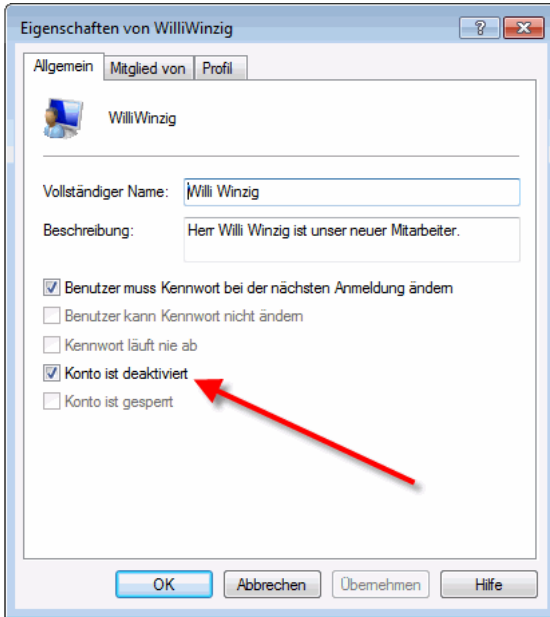 Eigenschaften von WilliWinzig
Allgemein Mitglied von Profil
WilliWinzig
Vollständiger Name: Willi Winzig
Beschreibung: Herr Willi Winzig ist unser neuer Mitarbeiter.
Benutzer muss Kennwort bei der nächsten Anmeldung ändern
Benutzer kann Kennwort nicht ändern
Kennwort läuft nie ab
Konto ist deaktiviert
Konto ist gesperrt
OK Abbrechen Übernehmen Hilfe